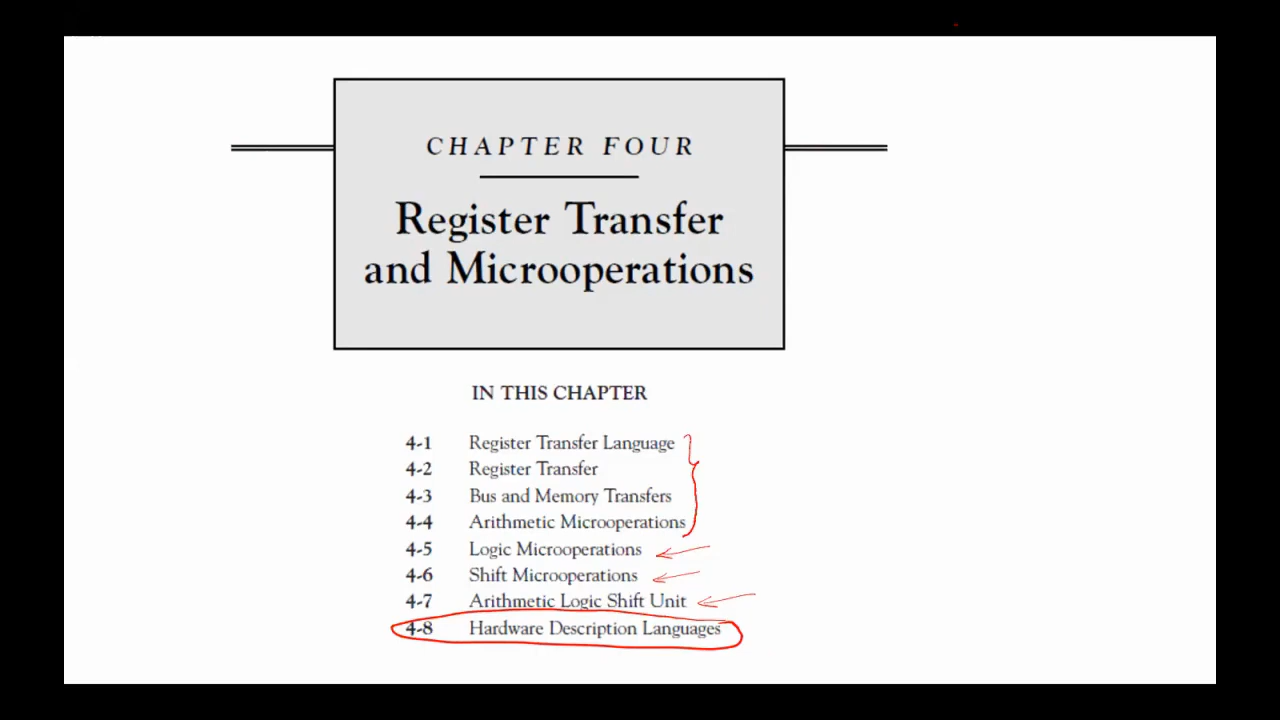 CHAPTER FOUR
Register Transfer
and Microoperations
IN THIS CHAPTER
4-1 Register Transfer Language
4-2 Register Transfer
4-3 Bus and Memory Transfers
4-4 Arithmetic Microoperations
4-5 Logic Microoperations
4-6 Shift Microoperations
4-7 Arithmetic Logic Shift Unit
4-8 Hardware Description Languages